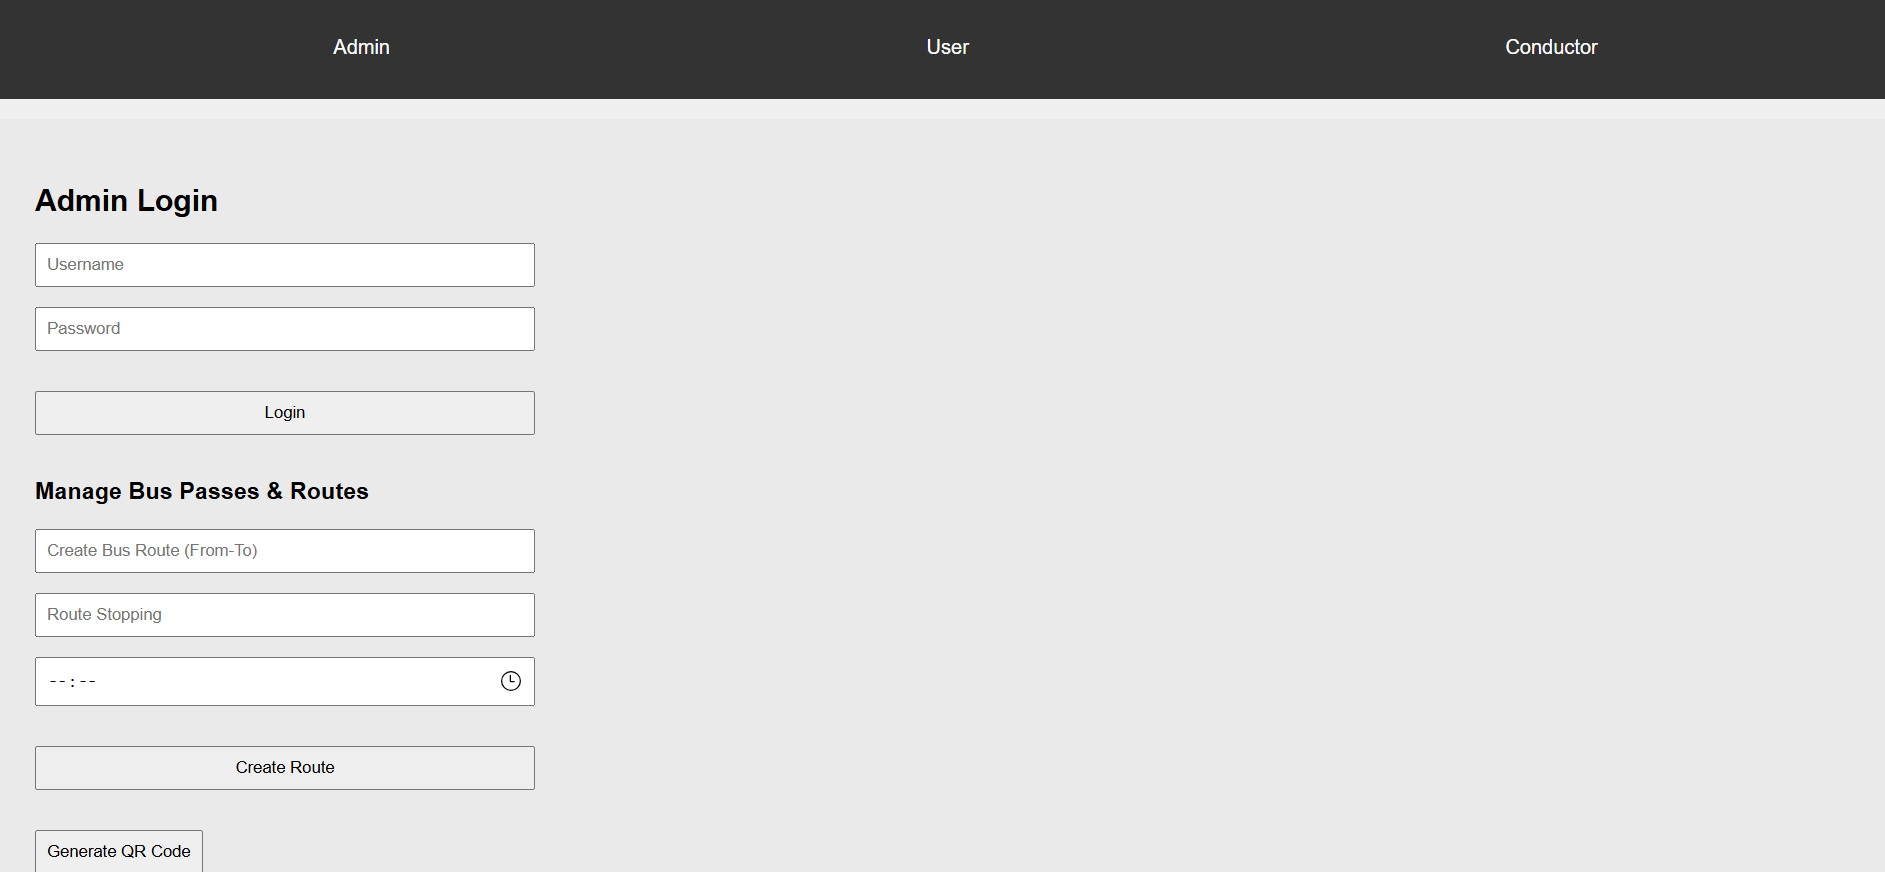 Admin User Conductor
Admin Login
Username
Password
Login
Manage Bus Passes & Routes
Create Bus Route (From-To)
Route Stopping
--:--
Create Route
Generate QR Code